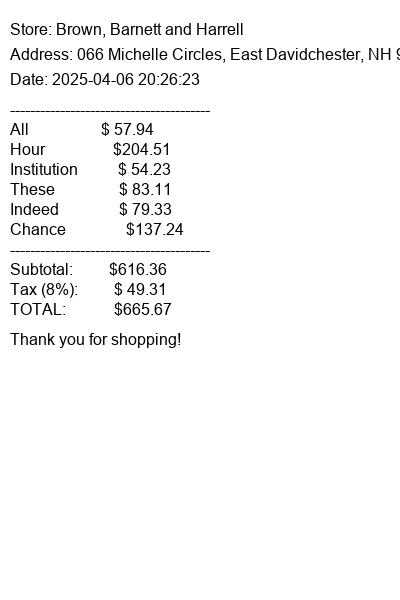 Store: Brown, Barnett and Harrell
Address: 066 Michelle Circles, East Davidchester, NH
Date: 2025-04-06 20:26:23
----------------------------------------
All $ 57.94
Hour $204.51
Institution $ 54.23
These $ 83.11
Indeed $ 79.33
Chance $137.24
----------------------------------------
Subtotal: $616.36
Tax (8%): $ 49.31
TOTAL: $665.67
Thank you for shopping!